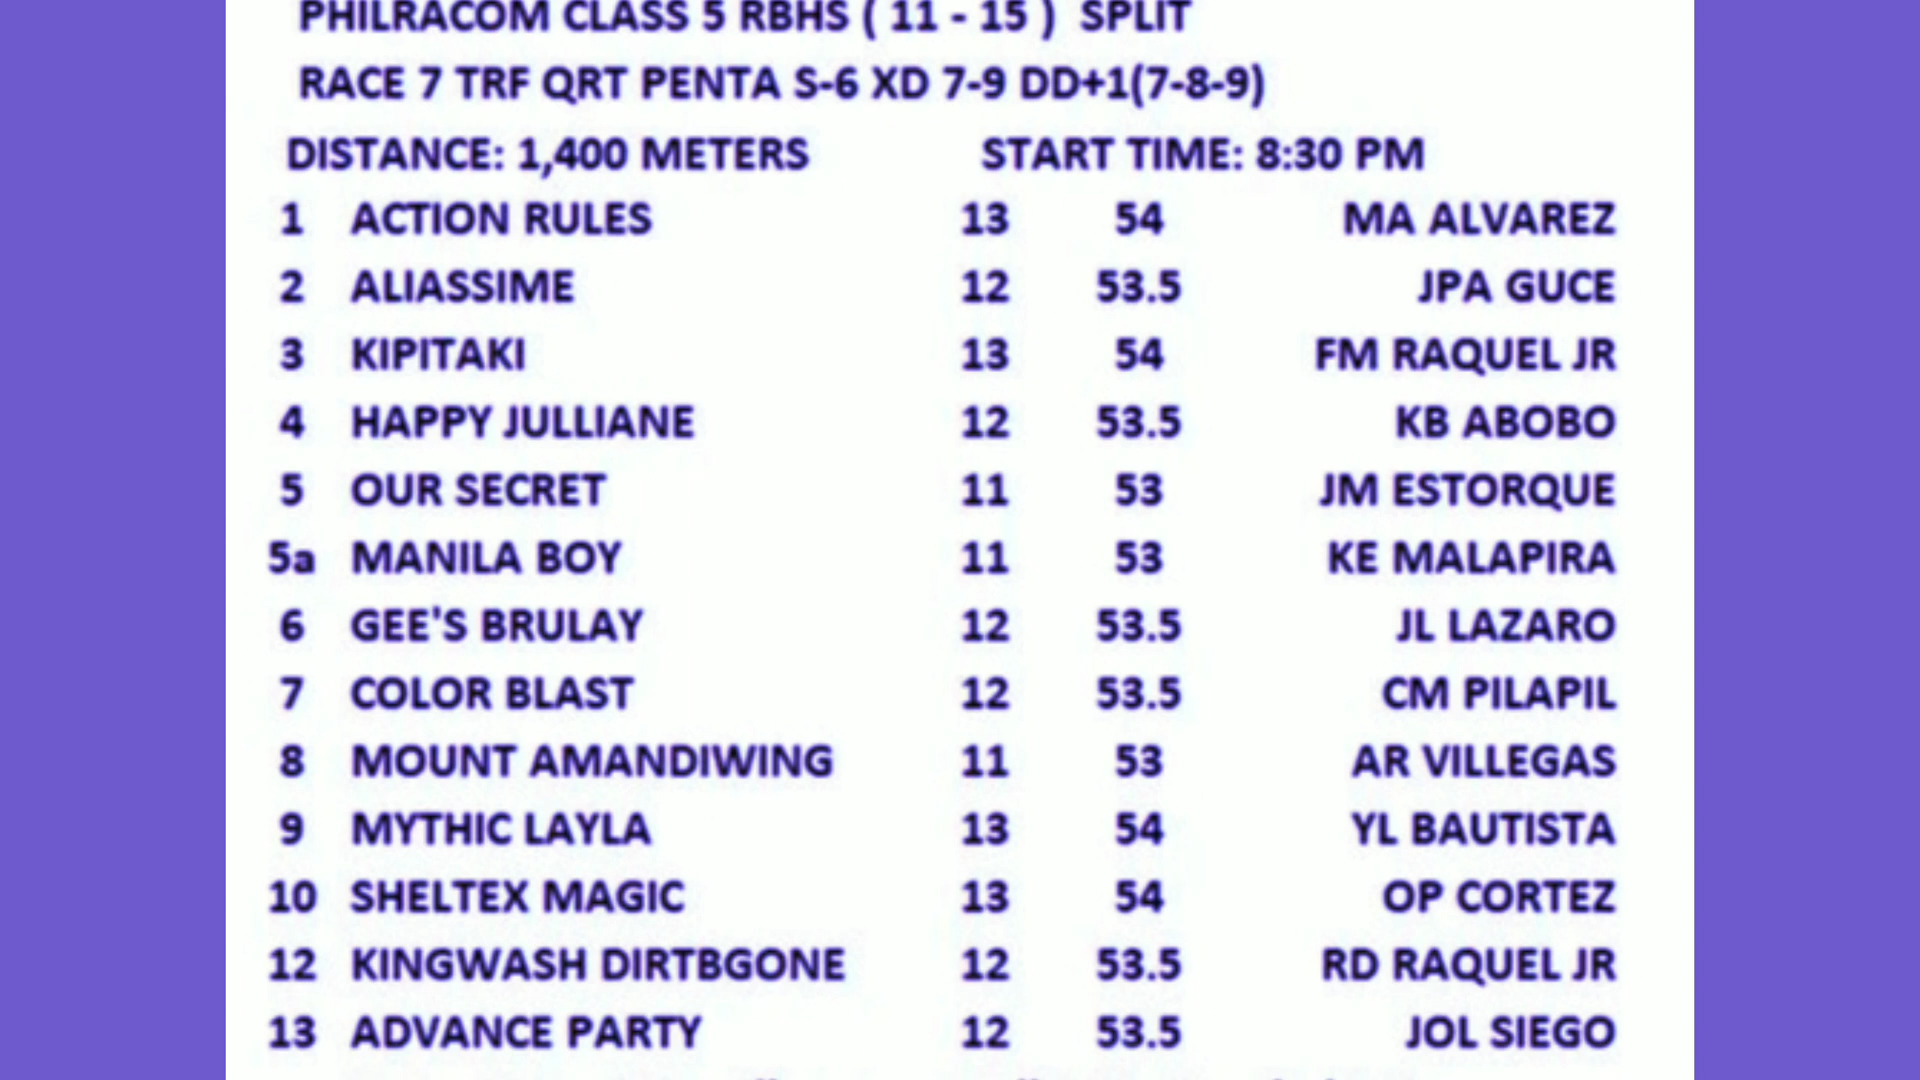 PHILRACOM CLASS 5 RBHS ( 11 - 15 ) SPLIT
RACE 7 TRF QRT PENTA S-6 XD 7-9 DD+1(7-8-9)
DISTANCE: 1,400 METERS START TIME: 8:30 PM
1 ACTION RULES 13 54 MA ALVAREZ
2 ALIASSIME 12 53.5 JPA GUCE
3 KIPITAKI 13 54 FM RAQUEL JR
4 HAPPY JULLIANE 12 53.5 KB ABOBO
5 OUR SECRET 11 53 JM ESTORQUE
5a MANILA BOY 11 53 KE MALAPIRA
6 GEE'S BRULAY 12 53.5 JL LAZARO
7 COLOR BLAST 12 53.5 CM PILAPIL
8 MOUNT AMANDIWING 11 53 AR VILLEGAS
9 MYTHIC LAYLA 13 54 YL BAUTISTA
10 SHELTEX MAGIC 13 54 OP CORTEZ
12 KINGWASH DIRTBGONE 12 53.5 RD RAQUEL JR
13 ADVANCE PARTY 12 53.5 JOL SIEGO